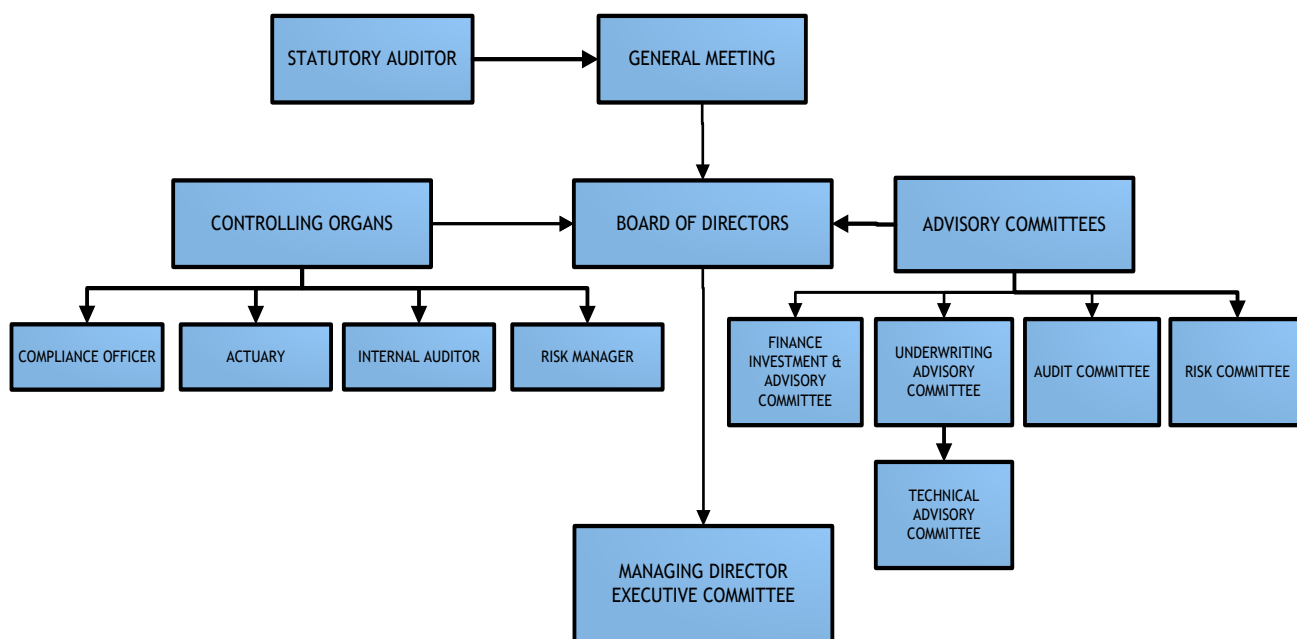 STATUTORY AUDITOR
GENERAL MEETING
CONTROLLING ORGANS
BOARD OF DIRECTORS
ADVISORY COMMITTEES
COMPLIANCE OFFICER
ACTUARY
INTERNAL AUDITOR
RISK MANAGER
FINANCE
INVESTMENT &
ADVISORY
COMMITTEE
UNDERWRITING
ADVISORY
COMMITTEE
AUDIT COMMITTEE
RISK COMMITTEE
TECHNICAL
ADVISORY
COMMITTEE
MANAGING DIRECTOR
EXECUTIVE COMMITTEE